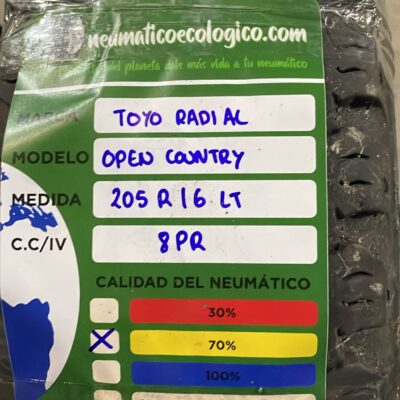 neumaticoecologico.com
del planeta dale más vida a tu neumático
MARCA TOYO RADIAL
MODELO OPEN COUNTRY
MEDIDA 205 R 16 LT
C.C/IV 8PR
CALIDAD DEL NEUMÁTICO
30%
X 70%
100%